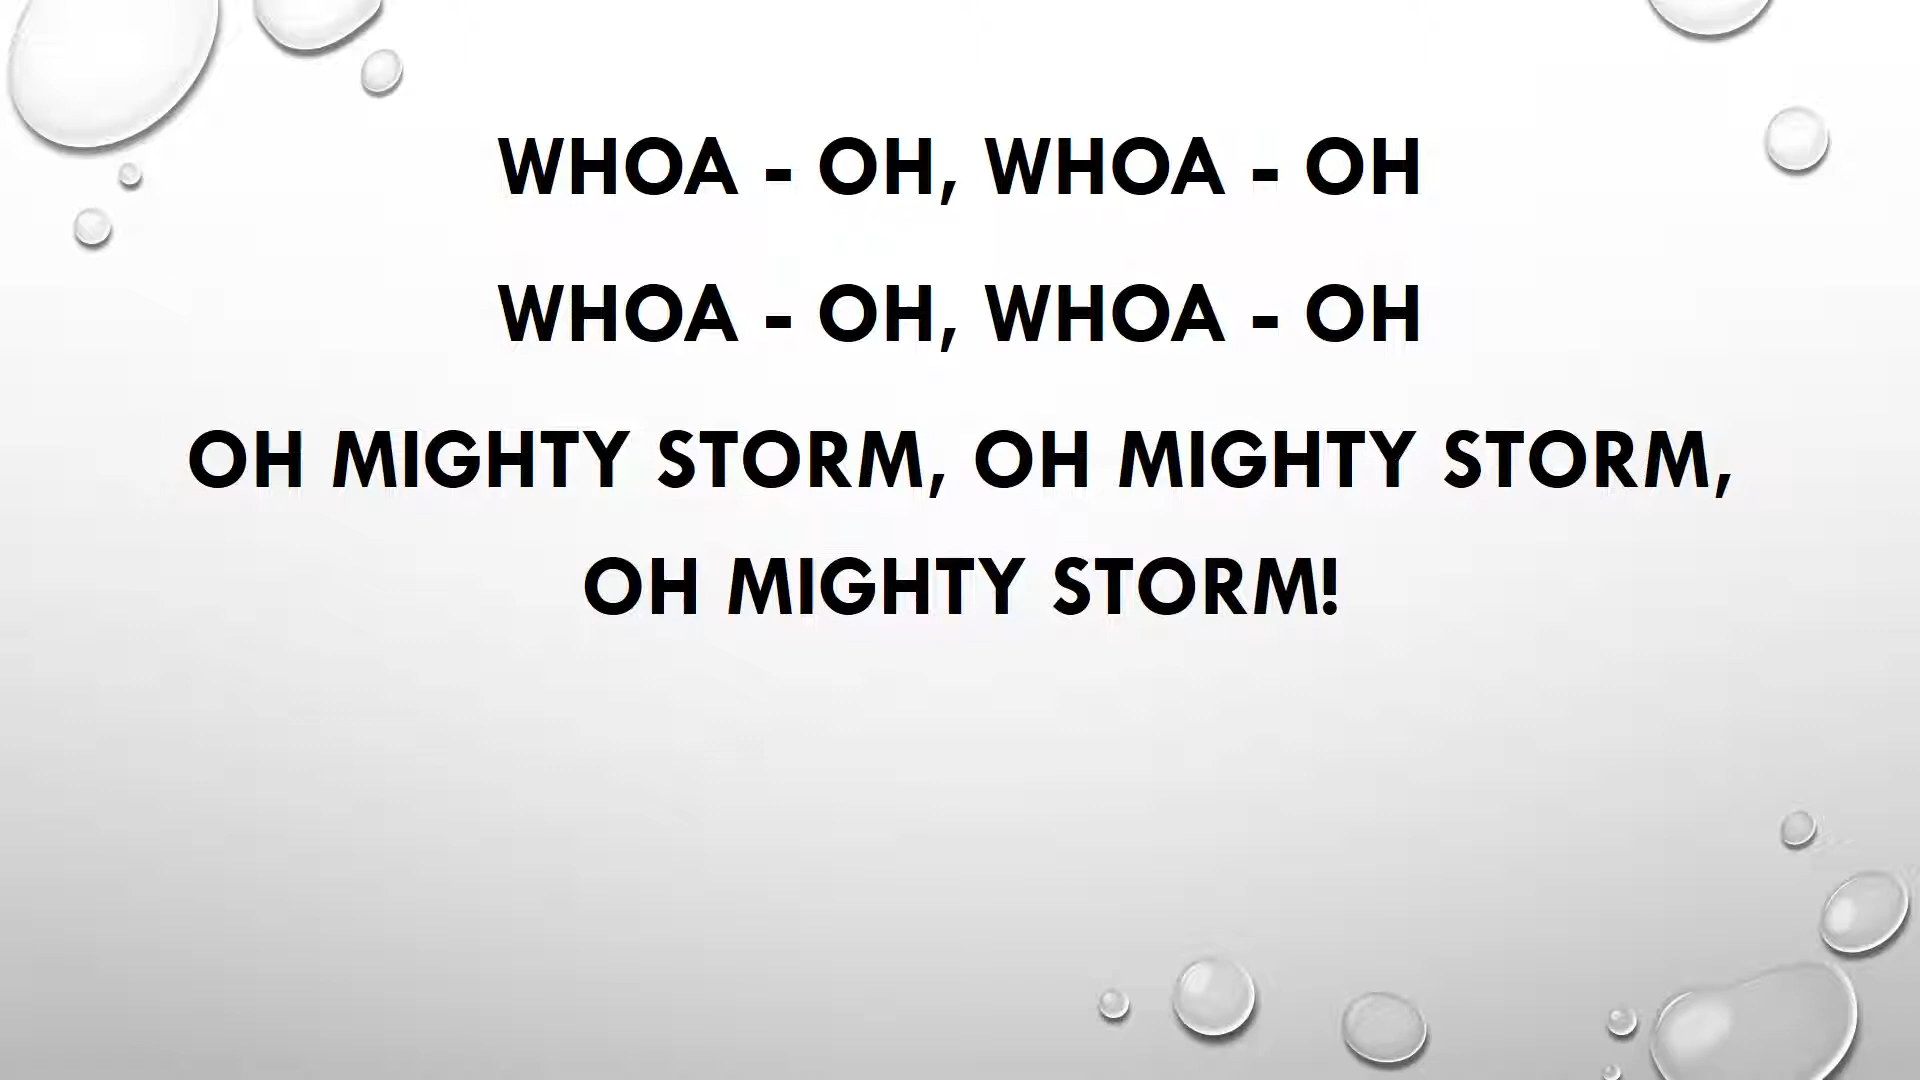 WHOA - OH, WHOA - OH
WHOA - OH, WHOA - OH
OH MIGHTY STORM, OH MIGHTY STORM,
OH MIGHTY STORM!